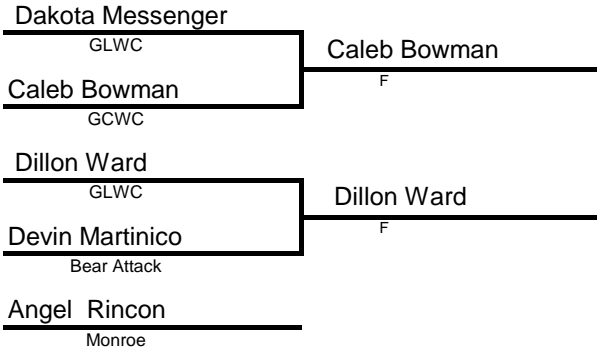 Dakota Messenger
GLWC
Caleb Bowman
F
Caleb Bowman
GCWC
Dillon Ward
GLWC
Dillon Ward
F
Devin Martinico
Bear Attack
Angel Rincon
Monroe